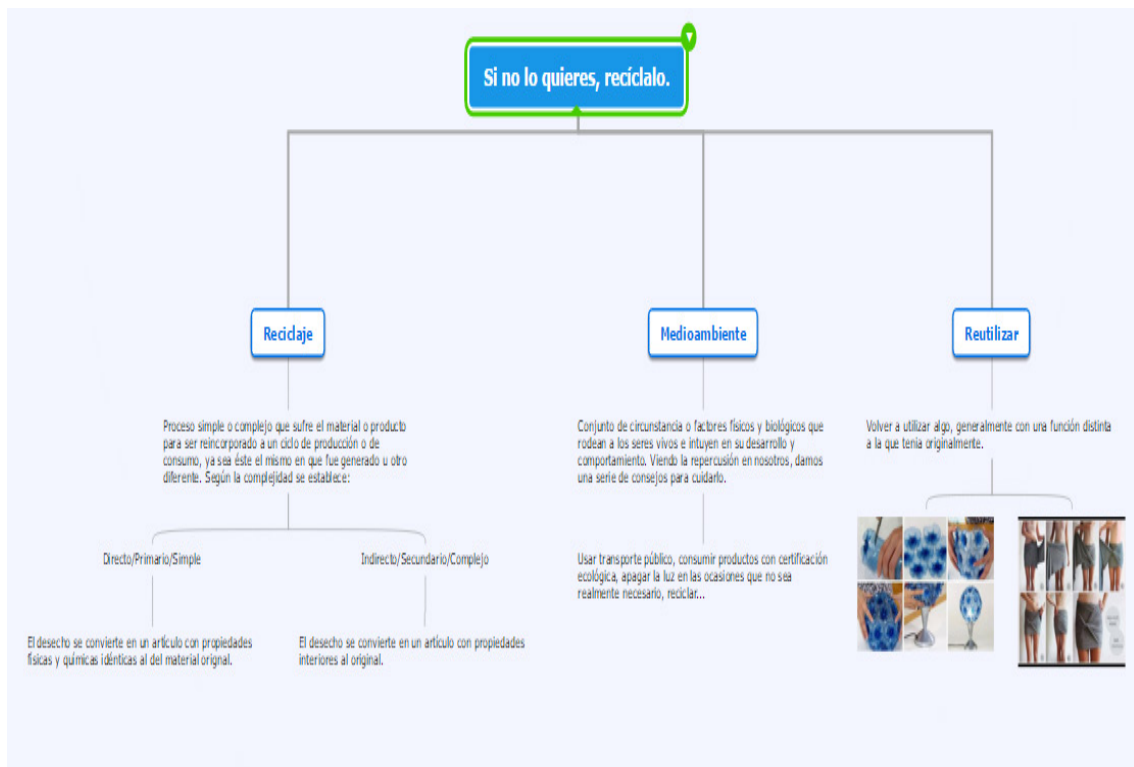 Si no lo quieres, recíclalo.
Reciclaje
Medioambiente
Reutilizar
Proceso simple o complejo que sufre el material o producto
para ser reincorporado a un ciclo de producción o de
consumo, ya sea éste el mismo en que fue generado u otro
diferente. Según la complejidad se establece:
Conjunto de circunstancia o factores físicos y biológicos que
rodean a los seres vivos e intuyen en su desarrollo y
comportamiento. Viendo la repercusión en nosotros, damos
una serie de consejos para cuidarlo.
Volver a utilizar algo, generalmente con una función distinta
a la que tenia originalmente.
Directo/Primario/Simple
Indirecto/Secundario/Complejo
Usar transporte público, consumir productos con certificación
ecológica, apagar la luz en las ocasiones que no sea
realmente necesario, reciclar...
El desecho se convierte en un artículo con propiedades
físicas y químicas idénticas al del material orignal.
El desecho se convierte en un artículo con propiedades
interiores al original.